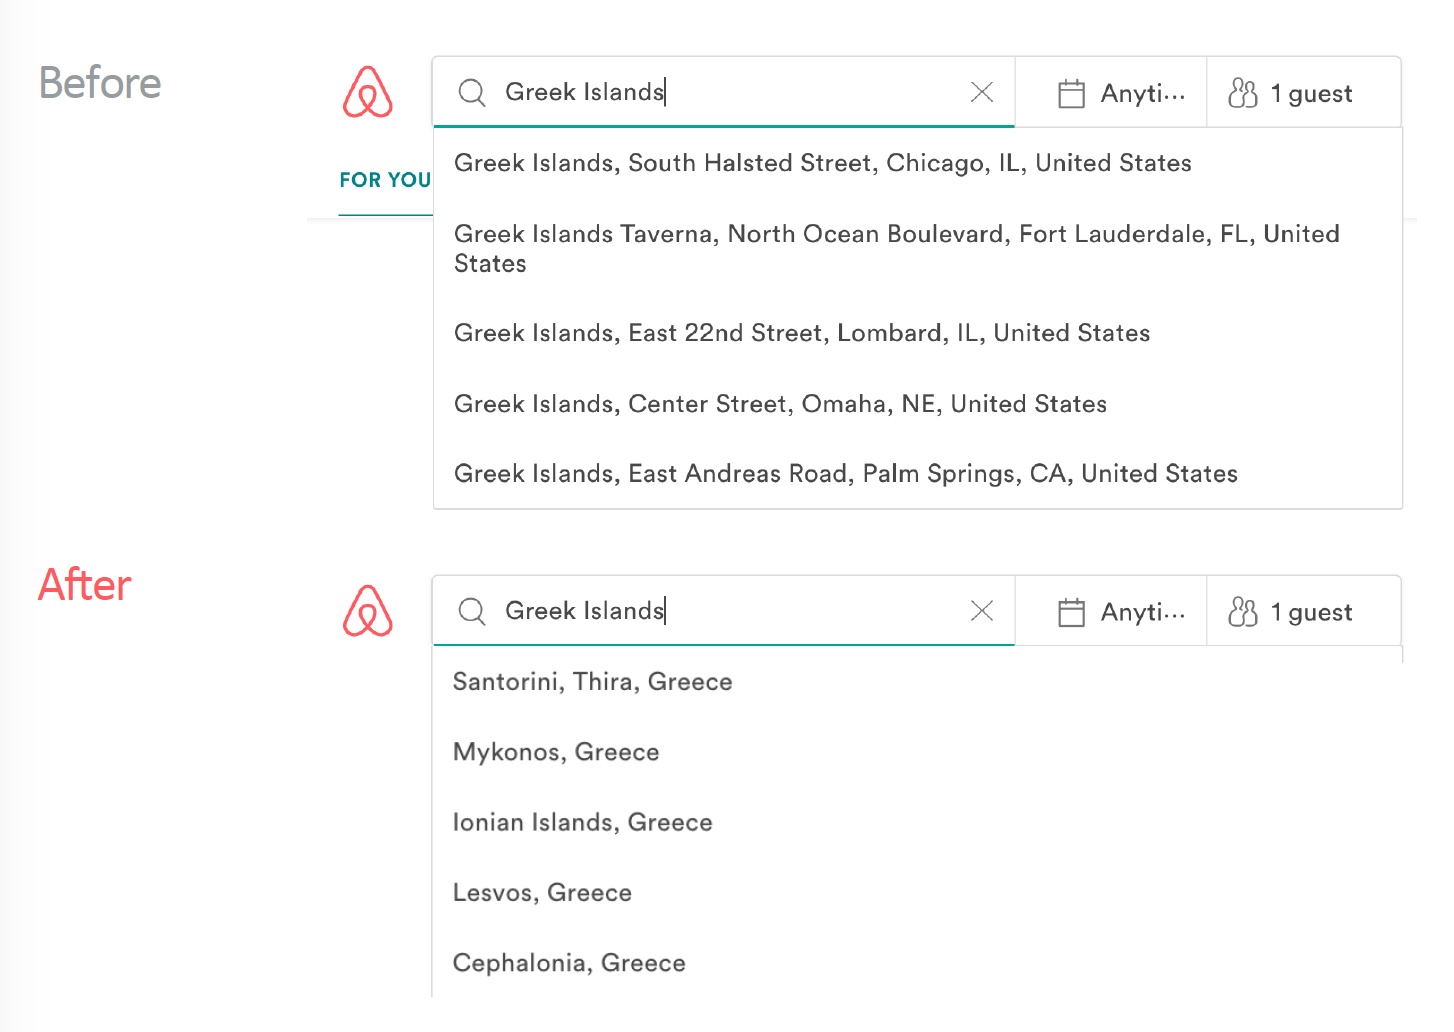 Before
Greek Islands
Anyti...
1 guest
FOR YOU
Greek Islands, South Halsted Street, Chicago, IL, United States
Greek Islands Taverna, North Ocean Boulevard, Fort Lauderdale, FL, United
States
Greek Islands, East 22nd Street, Lombard, IL, United States
Greek Islands, Center Street, Omaha, NE, United States
Greek Islands, East Andreas Road, Palm Springs, CA, United States
After
Greek Islands
Anyti...
1 guest
Santorini, Thira, Greece
Mykonos, Greece
Ionian Islands, Greece
Lesvos, Greece
Cephalonia, Greece